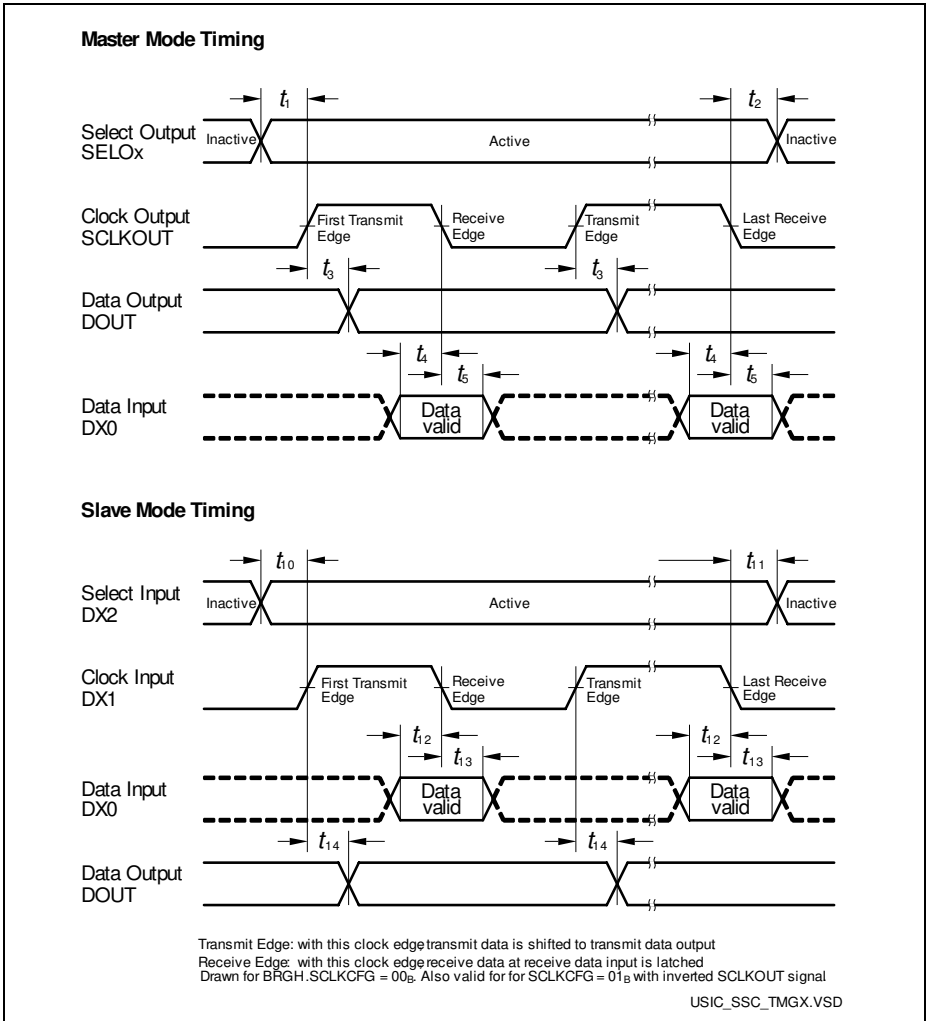 Master Mode Timing
t1
t2
Select Output
SELOx
Inactive
Active
Inactive
Clock Output
SCLKOUT
First Transmit
Edge
Receive
Edge
Transmit
Edge
Last Receive
Edge
t3
t3
Data Output
DOUT
t4
t5
t4
t5
Data Input
DX0
Data
valid
Data
valid
Slave Mode Timing
t10
t11
Select Input
DX2
Inactive
Active
Inactive
Clock Input
DX1
First Transmit
Edge
Receive
Edge
Transmit
Edge
Last Receive
Edge
t12
t13
t12
t13
Data Input
DX0
Data
valid
Data
valid
t14
t14
Data Output
DOUT
Transmit Edge: with this clock edge, transmit data is shifted to transmit data output
Receive Edge: with this clock edge, receive data at receive data input is latched
Drawn for BRGH.SCLKCFG = 00B. Also valid for for SCLKCFG = 01B with inverted SCLKOUT signal.
USIC_SSC_TMGX.VSD